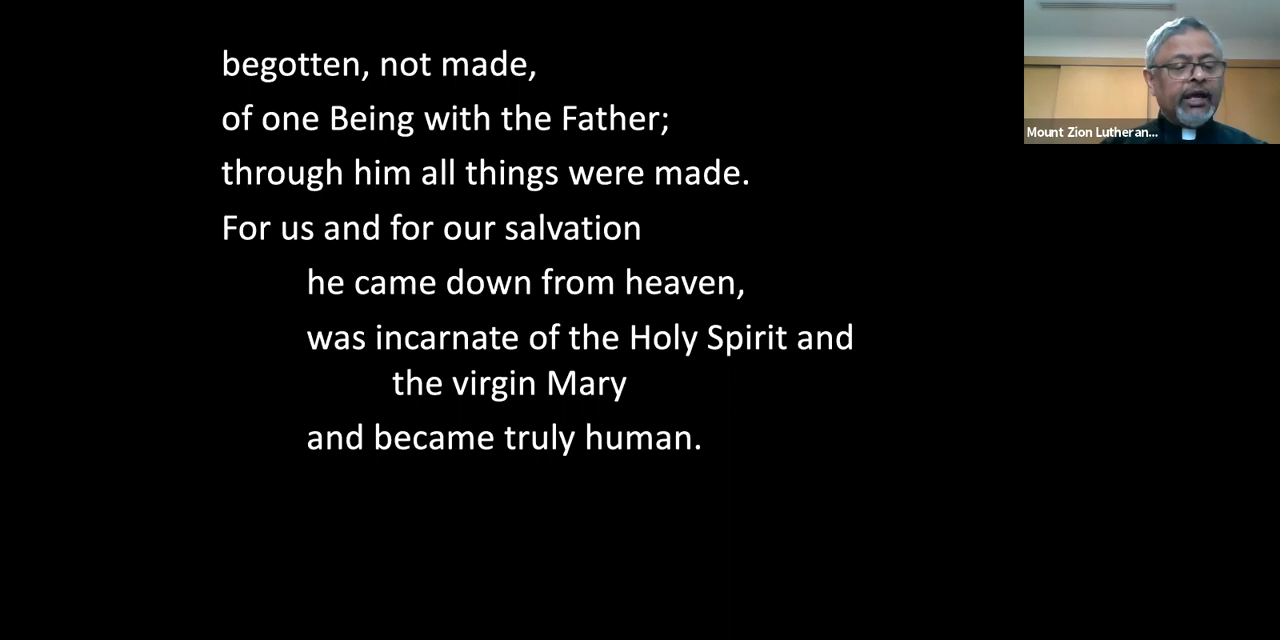 begotten, not made,
of one Being with the Father;
through him all things were made.
For us and for our salvation
he came down from heaven,
was incarnate of the Holy Spirit and
the virgin Mary
and became truly human.
Mount Zion Lutheran...